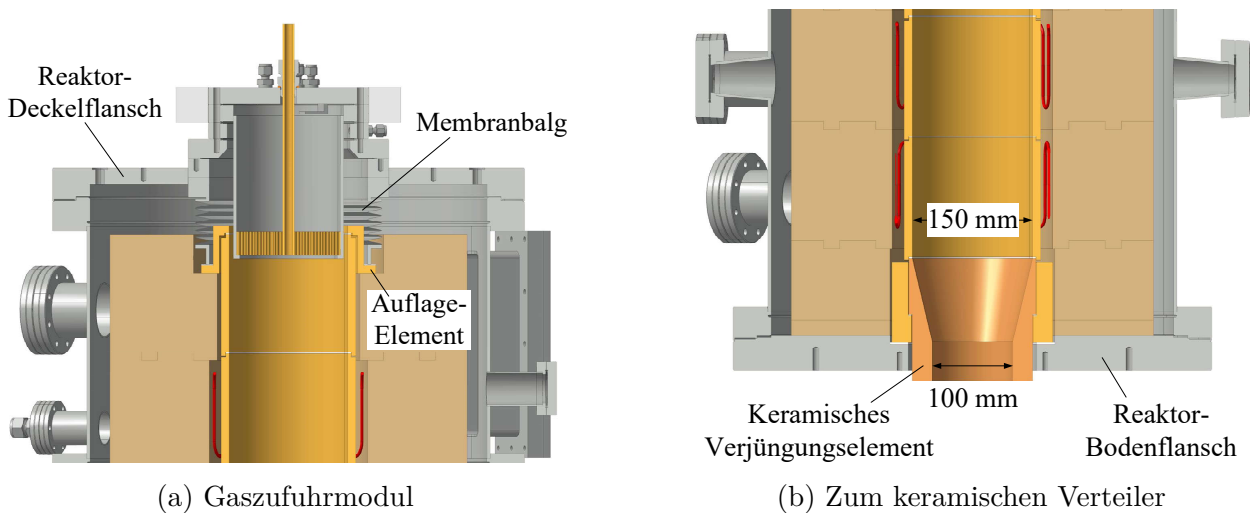 Reaktor-
Deckelflansch
Membranbalg
Auflage-
Element
(a) Gaszufuhrmodul
150 mm
100 mm
Keramisches
Verjüngungselement
Reaktor-
Bodenflansch
(b) Zum keramischen Verteiler